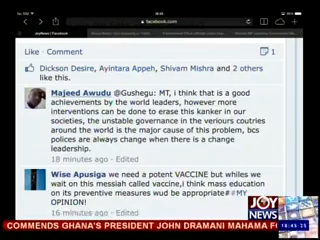 facebook.com
Like · Comment
1
Dickson Desire, Ayintara Appeh, Shivam Mishra and 2 others
like this.
Majeed Awudu @Gushegu: MT, i think that is a good
achievements by the world leaders, however more
interventions can be done to erase this kanker in our
societies, the unstable governance in the veriours coutries
around the world is the major cause of this problem, bcs
polices are always change when there is a change
leadership.
18 minutes ago · Edited
Wise Apusiga we need a potent VACCINE but whiles we
wait on this messiah called vaccine,i think mass education
on its preventive measures wud be appropriate##MY
OPINION!
16 minutes ago · Edited
JOY
NEWS
COMMENDS GHANA'S PRESIDENT JOHN DRAMANI MAHAMA FO
18:45:25